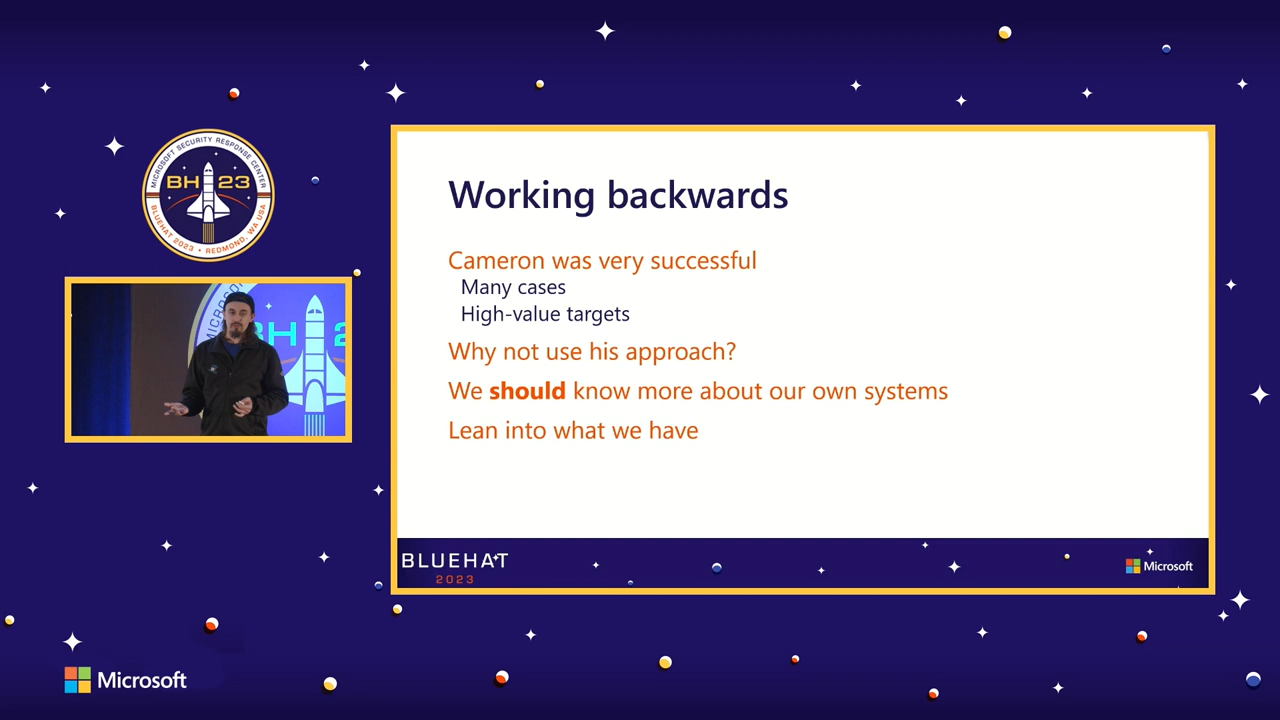 MICROSOFT SECURITY RESPONSE CENTER
BH 23
BLUEHAT 2023 • REDMOND, WA USA
Working backwards
Cameron was very successful
Many cases
High-value targets
Why not use his approach?
We should know more about our own systems
Lean into what we have
BLUEHAT
2023
Microsoft
Microsoft